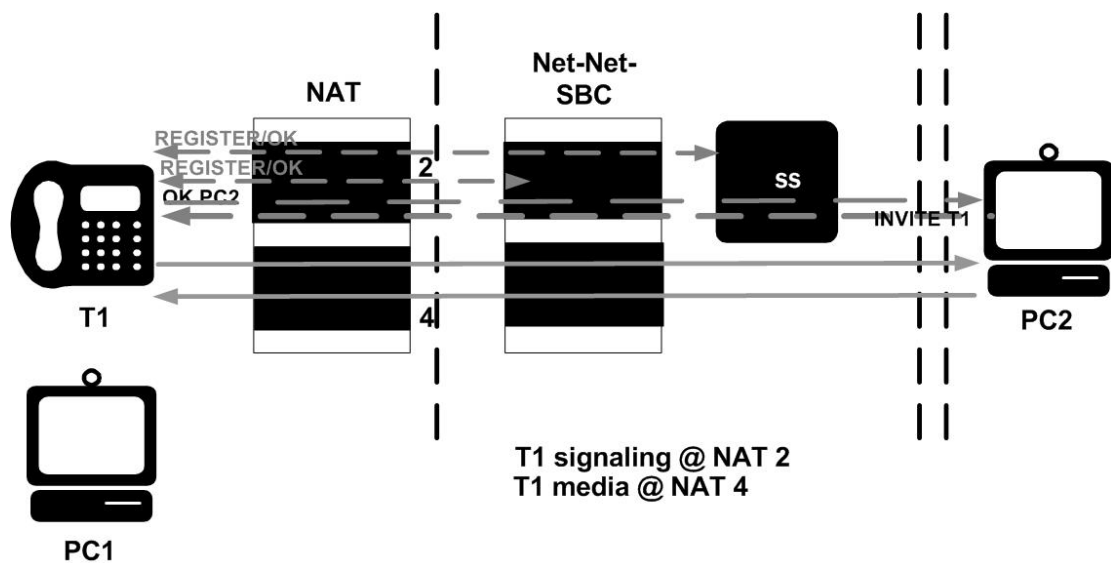 Net-Net-
SBC
NAT
REGISTER/OK
REGISTER/OK
2
OK PC2
SS
INVITE T1
4
T1
PC2
T1 signaling @ NAT 2
T1 media @ NAT 4
PC1